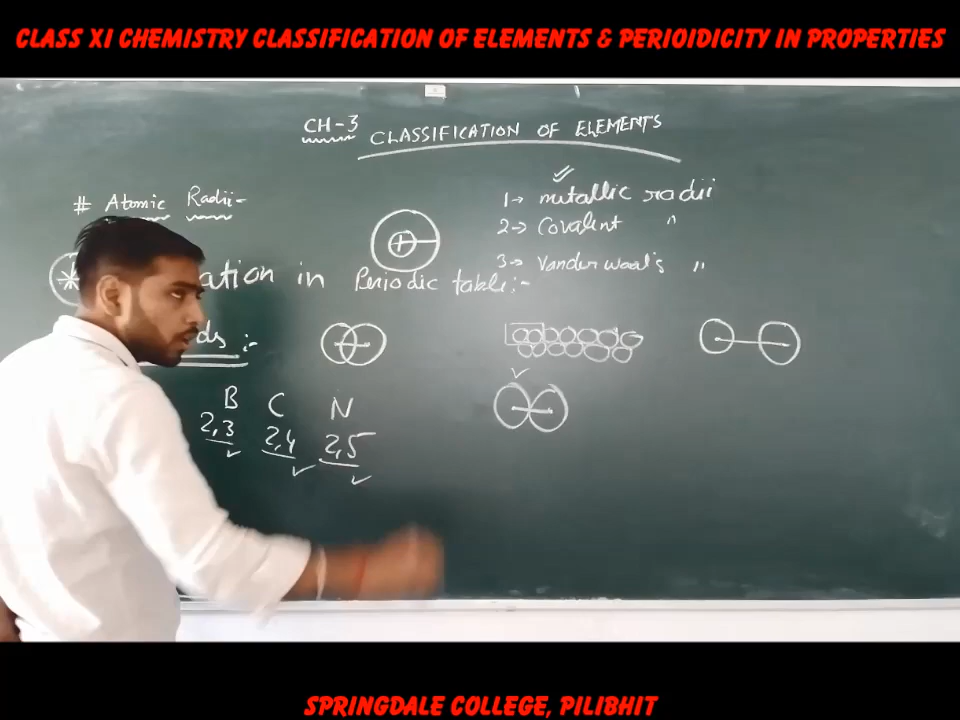 CLASS XI CHEMISTRY CLASSIFICATION OF ELEMENTS & PERIOIDICITY IN PROPERTIES
CH-3 CLASSIFICATION OF ELEMENTS
# Atomic Radii:-
1→ metallic radii
2→ Covalent "
3→ Vander waal's "
ation in Periodic table:-
ds :-
B C N
2,3 2,4 2,5
SPRINGDALE COLLEGE, PILIBHIT